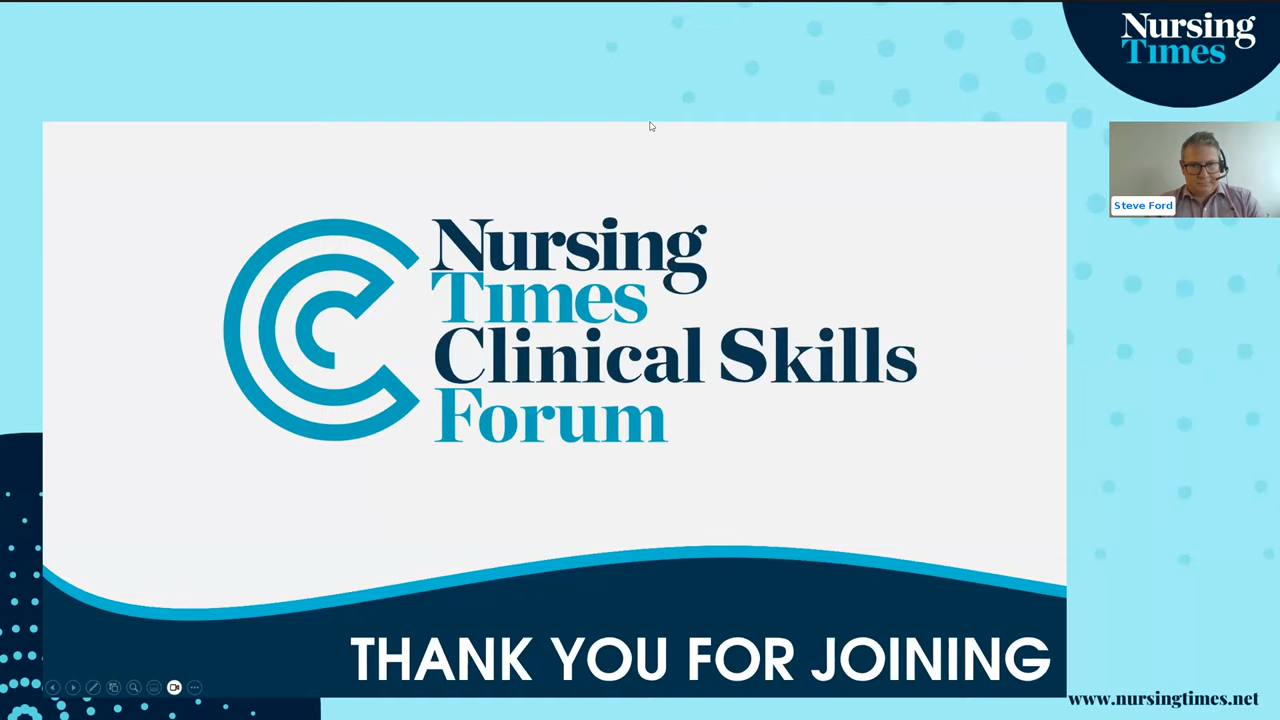 Nursing
Times
Steve Ford
Nursing
Times
Clinical Skills
Forum
THANK YOU FOR JOINING
www.nursingtimes.net